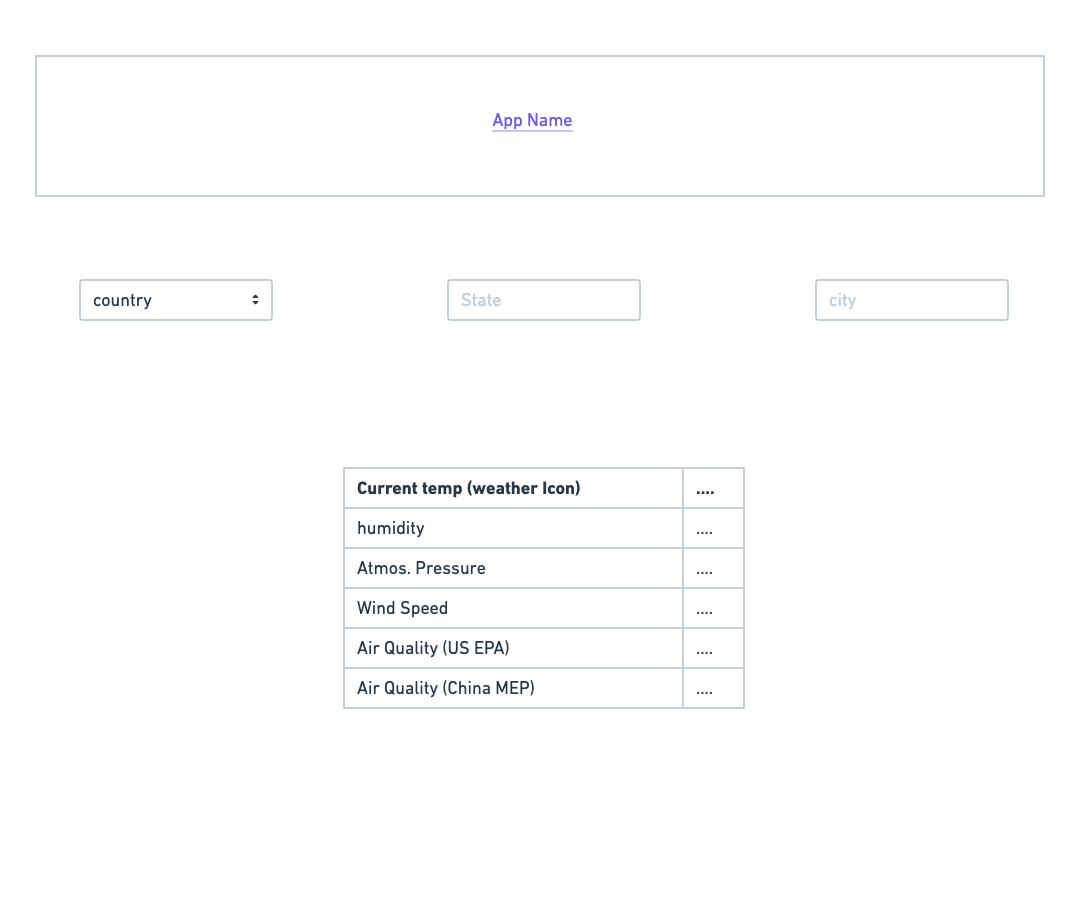 App Name
country
State
city
Current temp (weather Icon) ....
humidity ....
Atmos. Pressure ....
Wind Speed ....
Air Quality (US EPA) ....
Air Quality (China MEP) ....